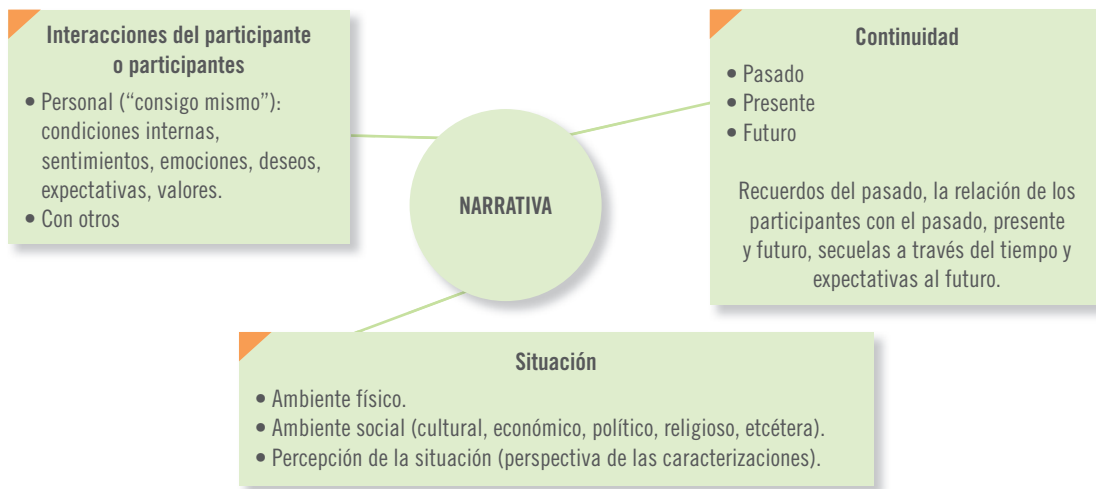 Interacciones del participante
o participantes
• Personal (“consigo mismo”):
condiciones internas,
sentimientos, emociones, deseos,
expectativas, valores.
• Con otros
NARRATIVA
Continuidad
• Pasado
• Presente
• Futuro
Recuerdos del pasado, la relación de los
participantes con el pasado, presente
y futuro, secuelas a través del tiempo y
expectativas al futuro.
Situación
• Ambiente físico.
• Ambiente social (cultural, económico, político, religioso, etcétera).
• Percepción de la situación (perspectiva de las caracterizaciones).